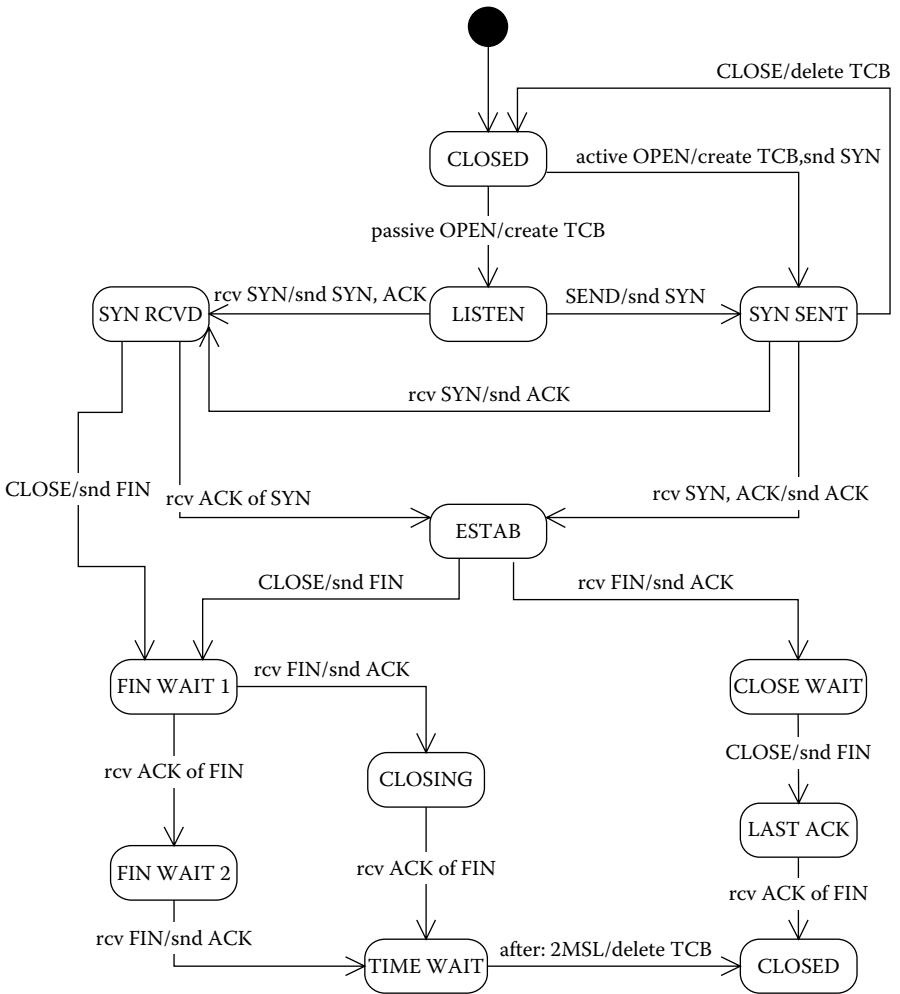 CLOSE/delete TCB
CLOSED
active OPEN/create TCB,snd SYN
passive OPEN/create TCB
rcv SYN/snd SYN, ACK
SEND/snd SYN
SYN RCVD
LISTEN
SYN SENT
rcv SYN/snd ACK
CLOSE/snd FIN
rcv ACK of SYN
rcv SYN, ACK/snd ACK
ESTAB
CLOSE/snd FIN
rcv FIN/snd ACK
FIN WAIT 1
rcv FIN/snd ACK
CLOSE WAIT
CLOSE/snd FIN
rcv ACK of FIN
CLOSING
LAST ACK
FIN WAIT 2
rcv ACK of FIN
rcv ACK of FIN
rcv FIN/snd ACK
after: 2MSL/delete TCB
TIME WAIT
CLOSED